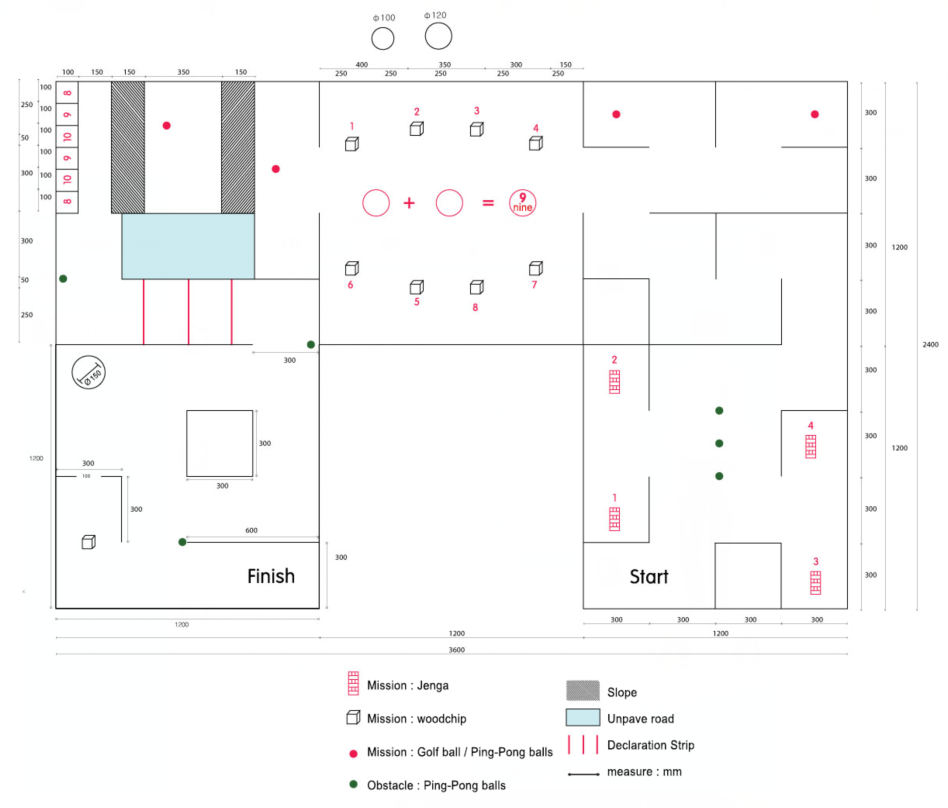 Φ100 Φ120
400 350 300 150
100 150 150 350 150 250 250 250 250
100 8
250
100 9 1 2 3 4 300
50 100 10
100 9 300
300 100 10
100 8 + = 9 nine
300 300 1200
6 5 8 7
50
250 300
300 2400
Ø150 2 300
300 4 300 1200
1200 300
300
100
300 1 300
600
300
Finish Start 3 300
1200 300 300 300 300
1200 1200
3600
Mission : Jenga Slope
Mission : woodchip Unpave road
Mission : Golf ball / Ping-Pong balls Declaration Strip
Obstacle : Ping-Pong balls measure : mm